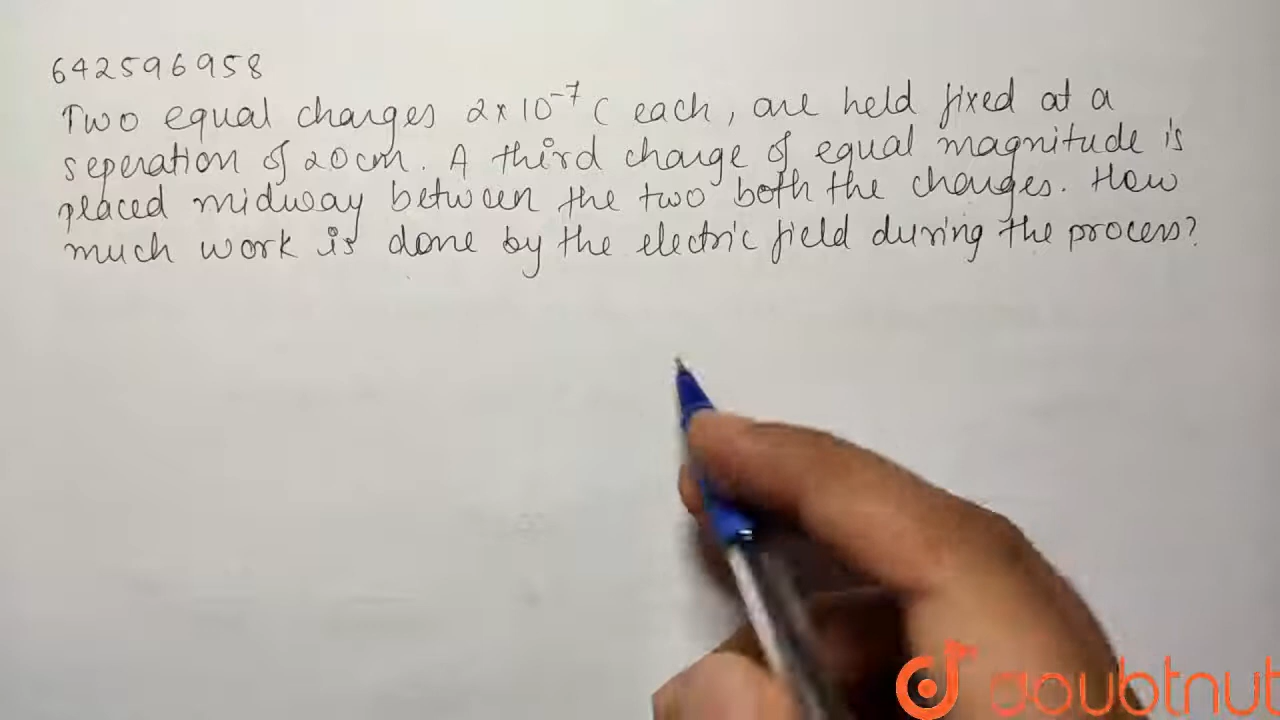 642596958
Two equal charges 2×10⁻⁷ C each, are held fixed at a
seperation of 20cm. A third charge of equal magnitude is
placed midway between the two both the charges. How
much work is done by the electric field during the process?
doubtnut